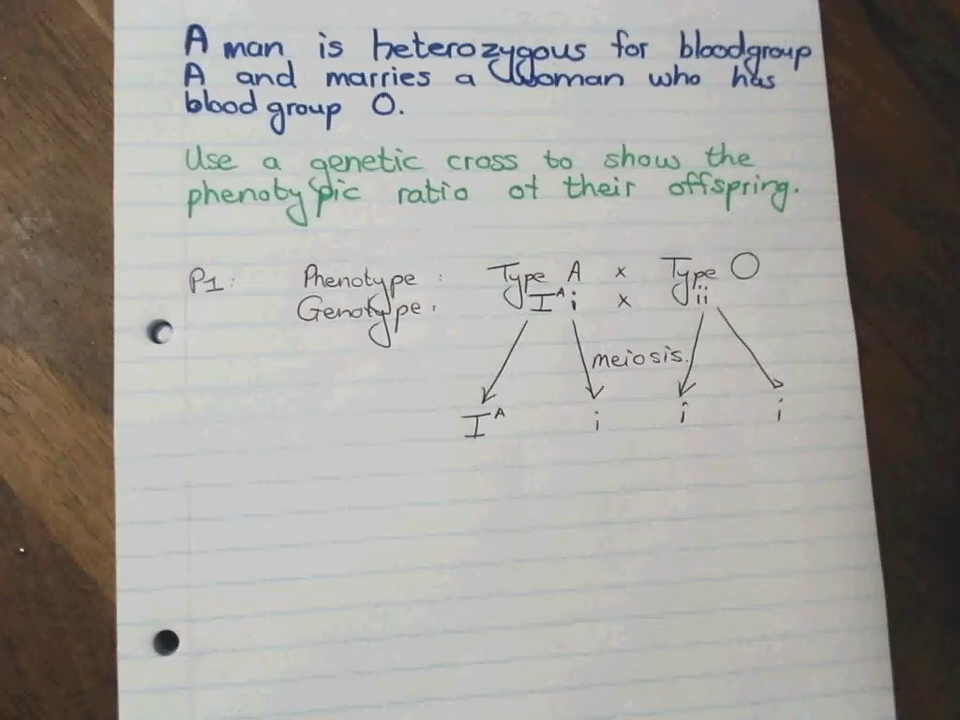 A man is heterozygous for bloodgroup
A and marries a woman who has
blood group O.
Use a genetic cross to show the
phenotypic ratio of their offspring.
P1: Phenotype : Type A x Type O
Genotype : Iᴬi x ii
meiosis.
Iᴬ i i i